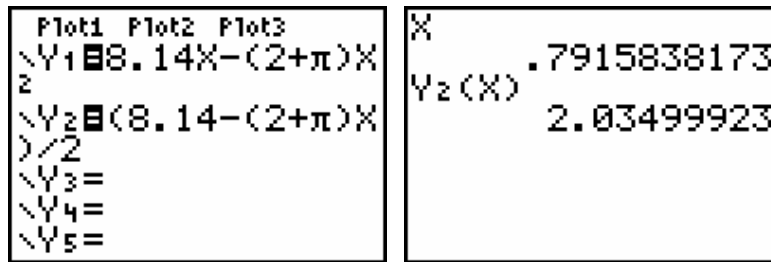 Plot1 Plot2 Plot3
\Y₁=8.14X-(2+π)X
²
\Y₂=(8.14-(2+π)X
)/2
\Y₃=
\Y₄=
\Y₅=
X
.7915838173
Y₂(X)
2.03499923